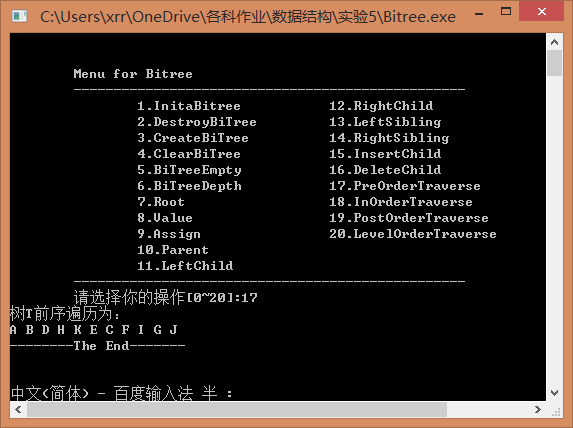 C:\Users\xrr\OneDrive\各科作业\数据结构\实验5\Bitree.exe
Menu for Bitree
-------------------------------------------------
1.InitaBitree 12.RightChild
2.DestroyBiTree 13.LeftSibling
3.CreateBiTree 14.RightSibling
4.ClearBiTree 15.InsertChild
5.BiTreeEmpty 16.DeleteChild
6.BiTreeDepth 17.PreOrderTraverse
7.Root 18.InOrderTraverse
8.Value 19.PostOrderTraverse
9.Assign 20.LevelOrderTraverse
10.Parent
11.LeftChild
-------------------------------------------------
请选择你的操作[0~20]:17
树T前序遍历为:
A B D H K E C F I G J
--------The End-------
中文(简体) - 百度输入法 半 :